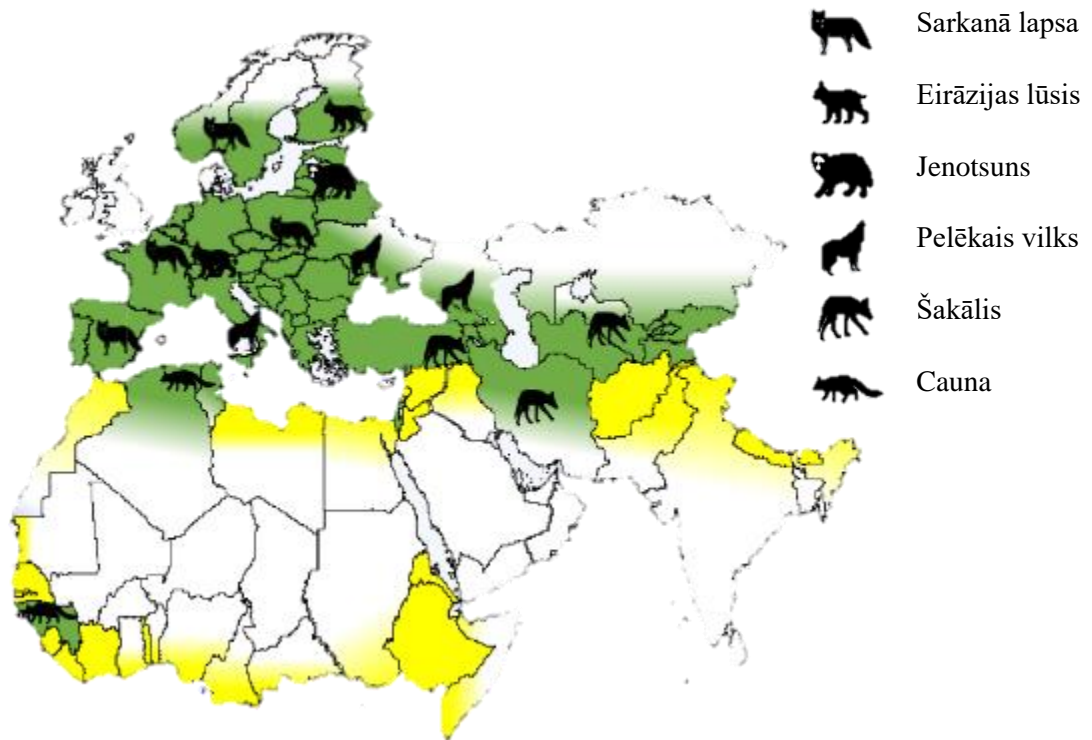 Sarkanā lapsa
Eirāzijas lūsis
Jenotsuns
Pelēkais vilks
Šakālis
Cauna